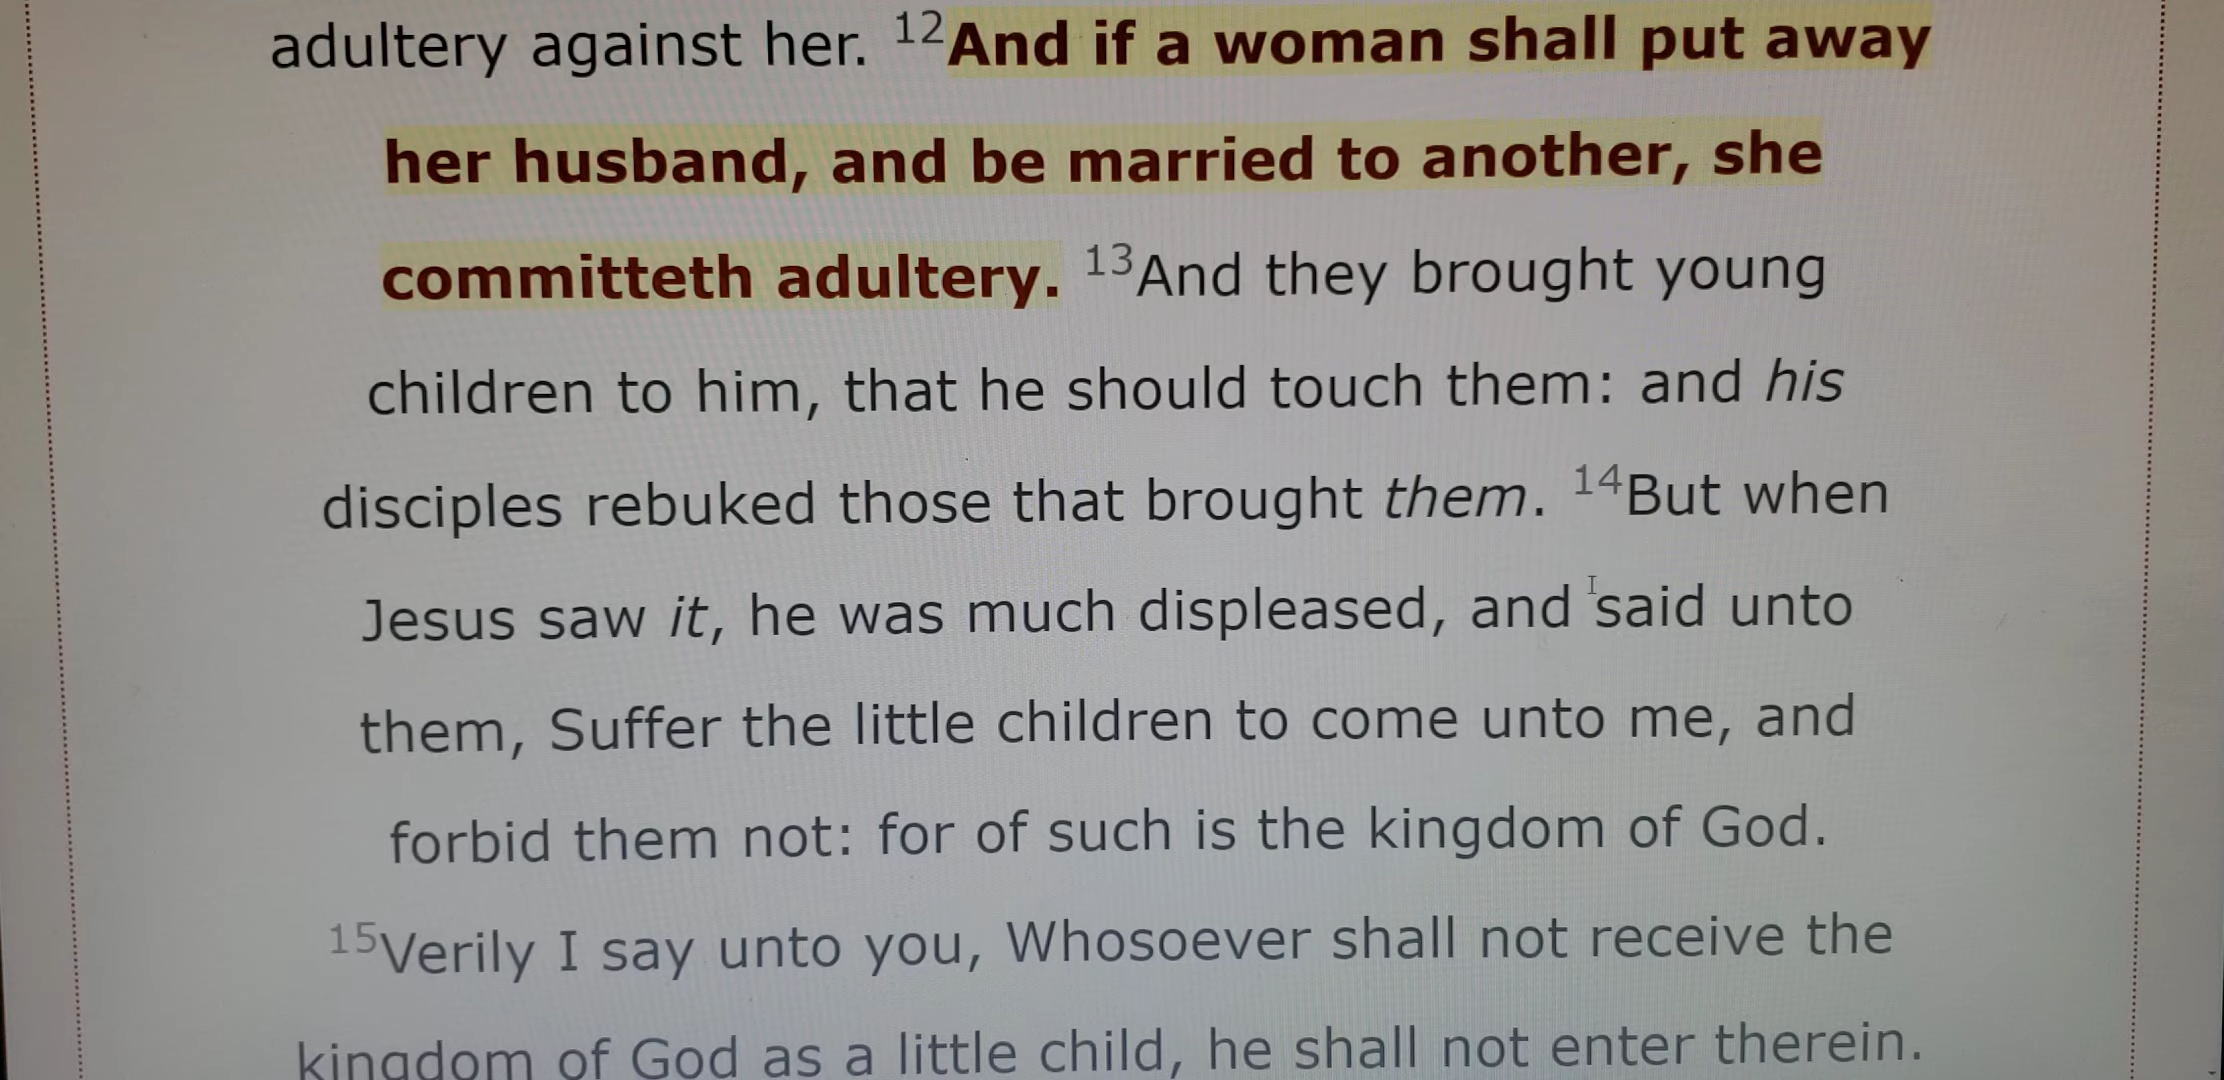 adultery against her. 12And if a woman shall put away
her husband, and be married to another, she
committeth adultery. 13And they brought young
children to him, that he should touch them: and his
disciples rebuked those that brought them. 14But when
Jesus saw it, he was much displeased, and said unto
them, Suffer the little children to come unto me, and
forbid them not: for of such is the kingdom of God.
15Verily I say unto you, Whosoever shall not receive the
kingdom of God as a little child, he shall not enter therein.